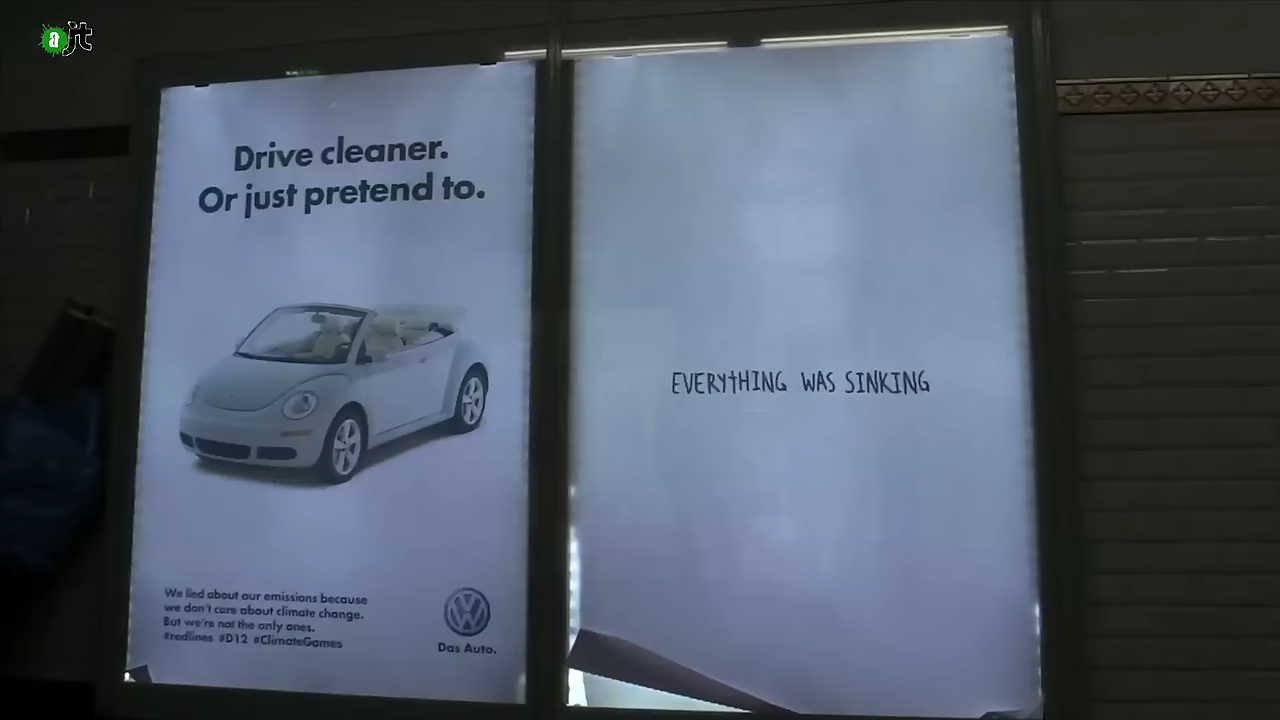 ajt
Drive cleaner.
Or just pretend to.
We lied about our emissions because
we don't care about climate change.
But we're not the only ones.
#redlines #D12 #ClimateGames
Das Auto.
EVERYTHING WAS SINKING